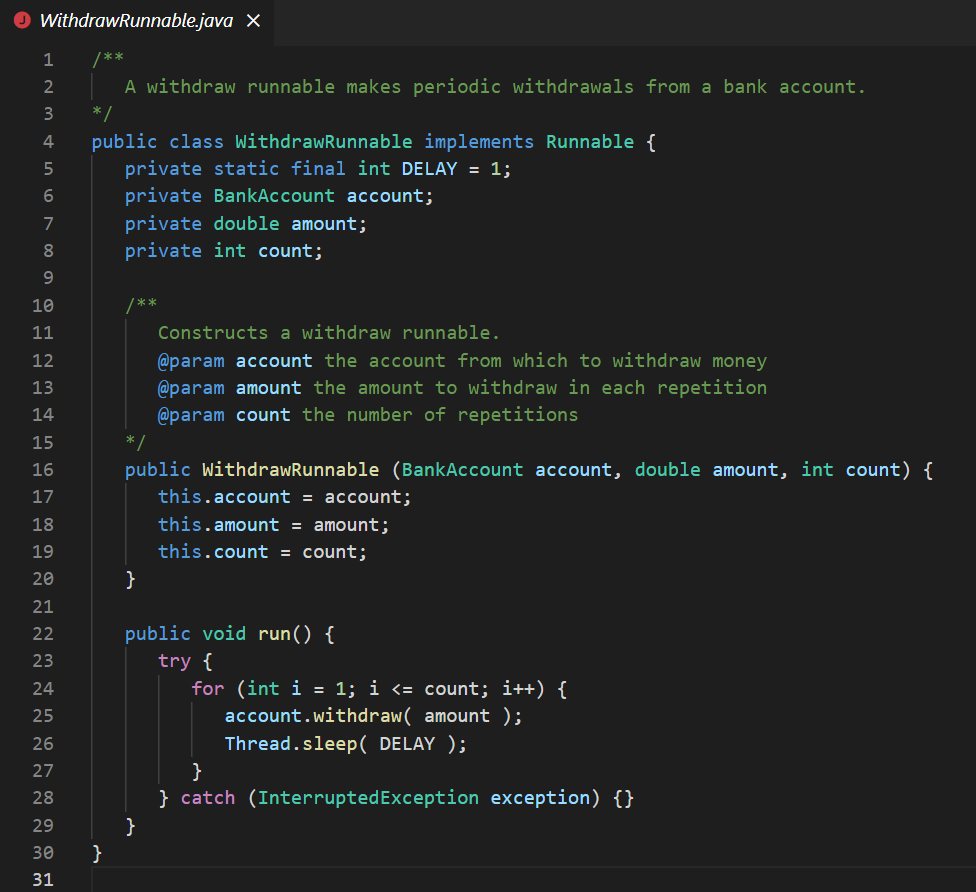 J WithdrawRunnable.java ×
1 /**
2    A withdraw runnable makes periodic withdrawals from a bank account.
3 */
4 public class WithdrawRunnable implements Runnable {
5    private static final int DELAY = 1;
6    private BankAccount account;
7    private double amount;
8    private int count;
9
10    /**
11       Constructs a withdraw runnable.
12       @param account the account from which to withdraw money
13       @param amount the amount to withdraw in each repetition
14       @param count the number of repetitions
15    */
16    public WithdrawRunnable (BankAccount account, double amount, int count) {
17       this.account = account;
18       this.amount = amount;
19       this.count = count;
20    }
21
22    public void run() {
23       try {
24          for (int i = 1; i <= count; i++) {
25             account.withdraw( amount );
26             Thread.sleep( DELAY );
27          }
28       } catch (InterruptedException exception) {}
29    }
30 }
31